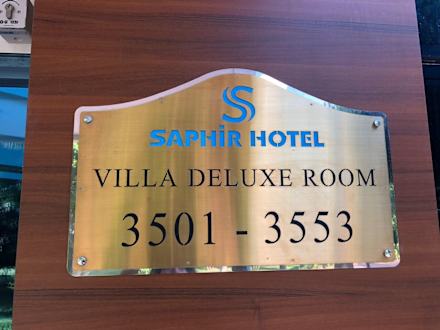 SAPHiR HOTEL
VILLA DELUXE ROOM
3501 - 3553